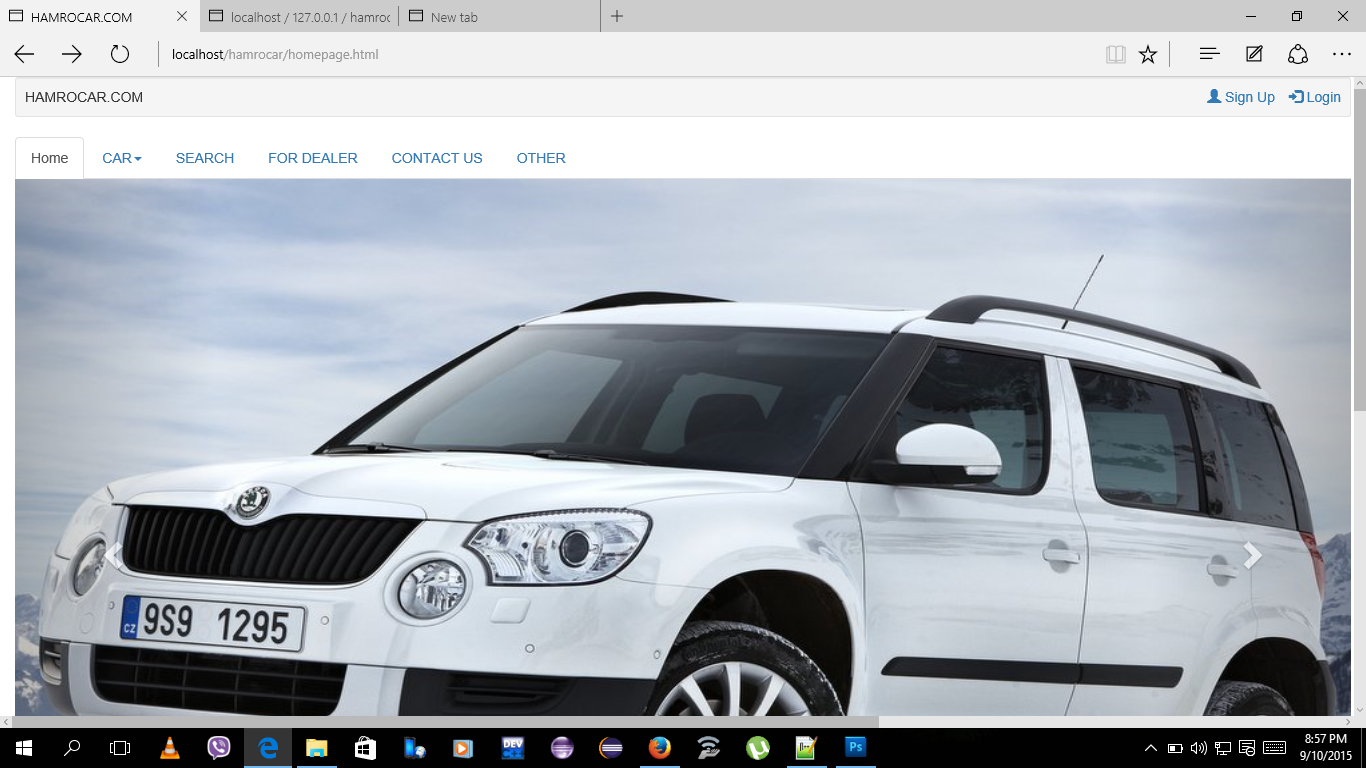 HAMROCAR.COM
localhost / 127.0.0.1 / hamroc
New tab
localhost/hamrocar/homepage.html
HAMROCAR.COM
Sign Up
Login
Home
CAR
SEARCH
FOR DEALER
CONTACT US
OTHER
CZ
9S9 1295
DEV
Ps
8:57 PM
9/10/2015